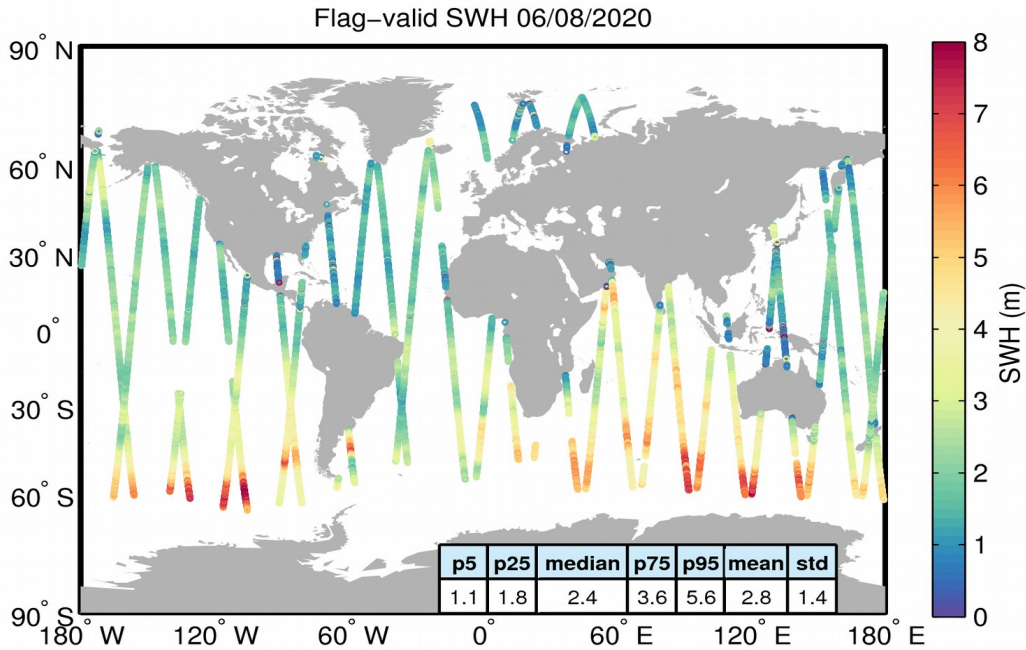 Flag−valid SWH 06/08/2020
90° N
60° N
30° N
0°
30° S
60° S
90° S
180° W
120° W
60° W
0°
60° E
120° E
180° E
p5 p25 median p75 p95 mean std
1.1 1.8 2.4 3.6 5.6 2.8 1.4
8
7
6
5
4
3
2
1
0
SWH (m)